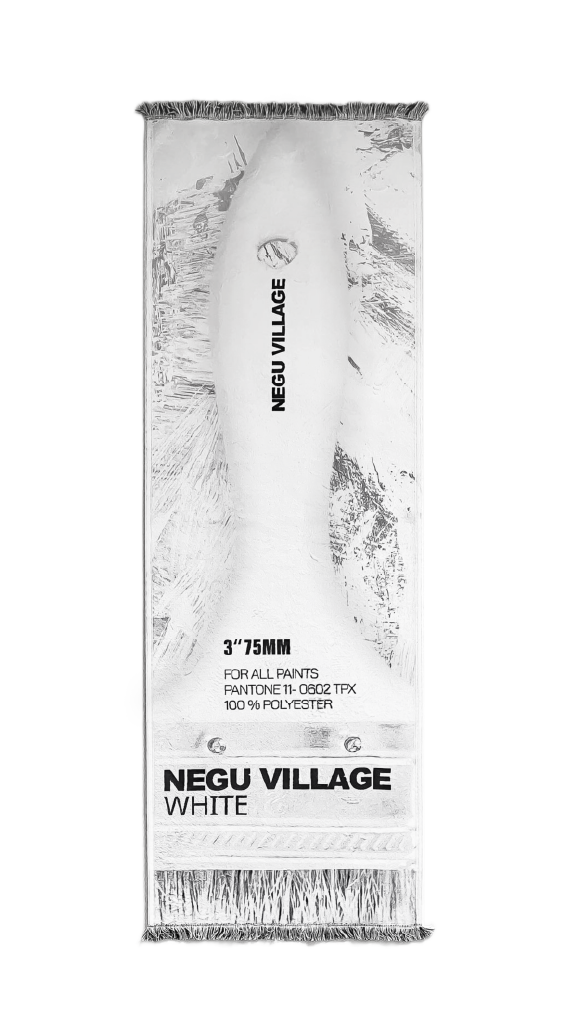 NEGU VILLAGE
3“75MM
FOR ALL PAINTS
PANTONE 11- 0602 TPX
100 % POLYESTER
NEGU VILLAGE
WHITE